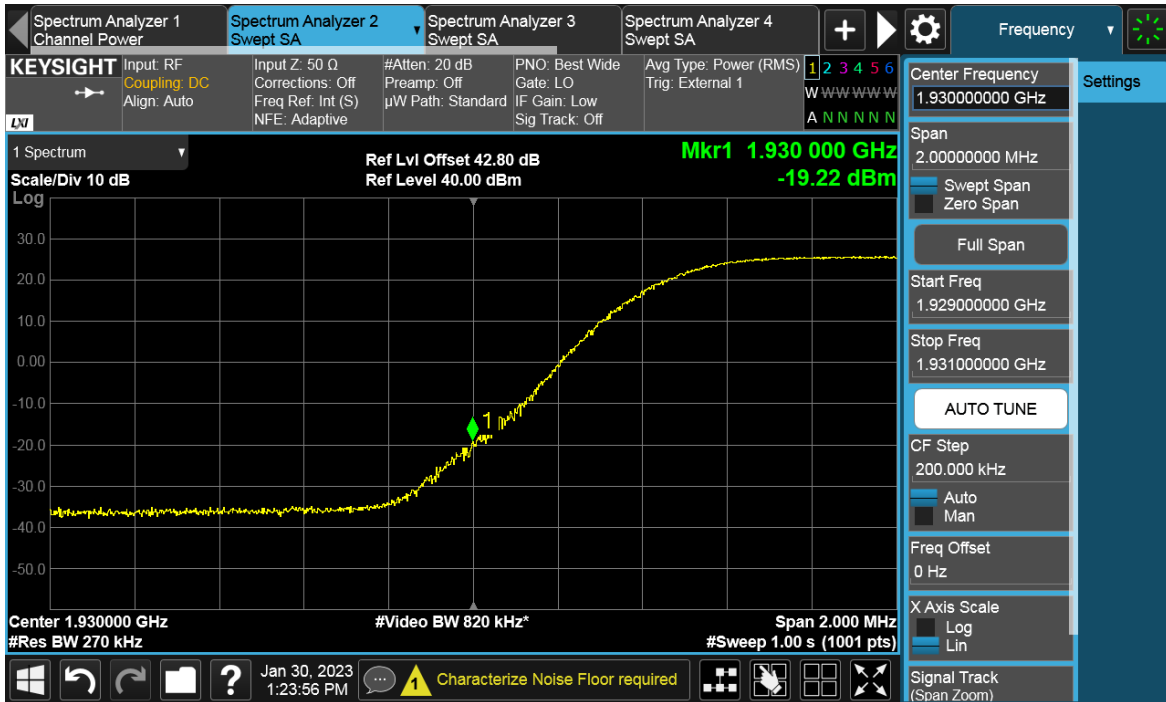 Spectrum Analyzer 1
Channel Power
Spectrum Analyzer 2
Swept SA
Spectrum Analyzer 3
Swept SA
Spectrum Analyzer 4
Swept SA
Frequency
KEYSIGHT
LXI
Input: RF
Coupling: DC
Align: Auto
Input Z: 50 Ω
Corrections: Off
Freq Ref: Int (S)
NFE: Adaptive
#Atten: 20 dB
Preamp: Off
µW Path: Standard
PNO: Best Wide
Gate: LO
IF Gain: Low
Sig Track: Off
Avg Type: Power (RMS)
Trig: External 1
1 2 3 4 5 6
W W W W W W
A N N N N N
1 Spectrum
Scale/Div 10 dB
Log
Ref Lvl Offset 42.80 dB
Ref Level 40.00 dBm
Mkr1 1.930 000 GHz
-19.22 dBm
30.0
20.0
10.0
0.00
-10.0
-20.0
-30.0
-40.0
-50.0
1
Center 1.930000 GHz
#Res BW 270 kHz
#Video BW 820 kHz*
Span 2.000 MHz
#Sweep 1.00 s (1001 pts)
Center Frequency
1.930000000 GHz
Span
2.00000000 MHz
Swept Span
Zero Span
Full Span
Start Freq
1.929000000 GHz
Stop Freq
1.931000000 GHz
AUTO TUNE
CF Step
200.000 kHz
Auto
Man
Freq Offset
0 Hz
X Axis Scale
Log
Lin
Signal Track
(Span Zoom)
Settings
?
Jan 30, 2023
1:23:56 PM
1
Characterize Noise Floor required